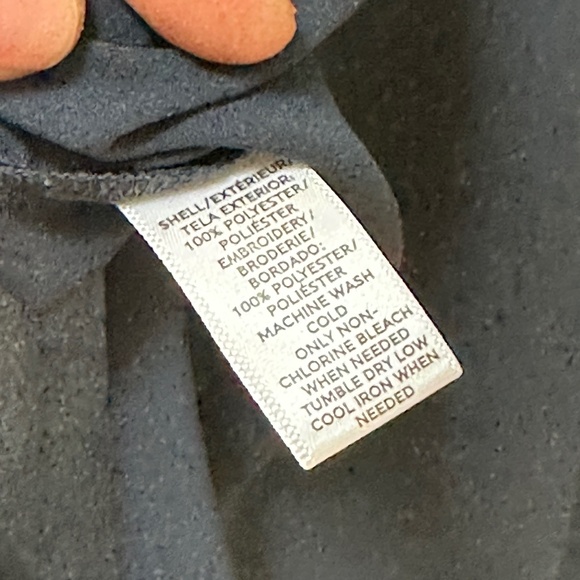 SHELL/EXTÉRIEUR/
TELA EXTERIOR:
100% POLYESTER/
POLIÉSTER
EMBROIDERY/
BRODERIE/
BORDADO:
100% POLYESTER/
POLIÉSTER
MACHINE WASH
COLD
ONLY NON-
CHLORINE BLEACH
WHEN NEEDED
TUMBLE DRY LOW
COOL IRON WHEN
NEEDED